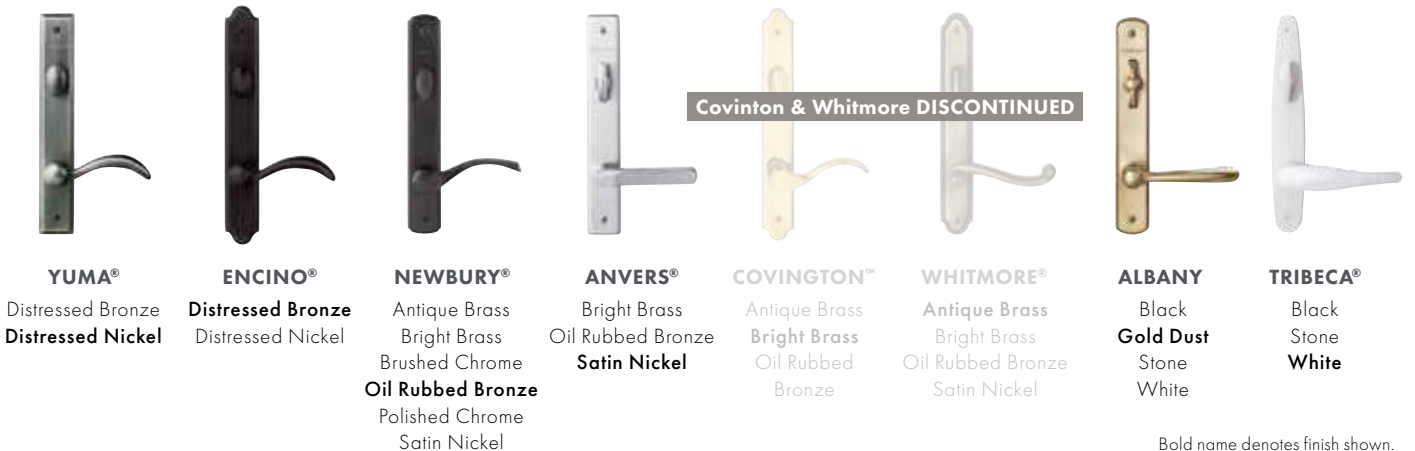 Covinton & Whitmore DISCONTINUED
YUMA®
Distressed Bronze
Distressed Nickel
ENCINO®
Distressed Bronze
Distressed Nickel
NEWBURY®
Antique Brass
Bright Brass
Brushed Chrome
Oil Rubbed Bronze
Polished Chrome
Satin Nickel
ANVERS®
Bright Brass
Oil Rubbed Bronze
Satin Nickel
COVINGTON™
Antique Brass
Bright Brass
Oil Rubbed
Bronze
WHITMORE®
Antique Brass
Bright Brass
Oil Rubbed Bronze
Satin Nickel
ALBANY
Black
Gold Dust
Stone
White
TRIBECA®
Black
Stone
White
Bold name denotes finish shown.